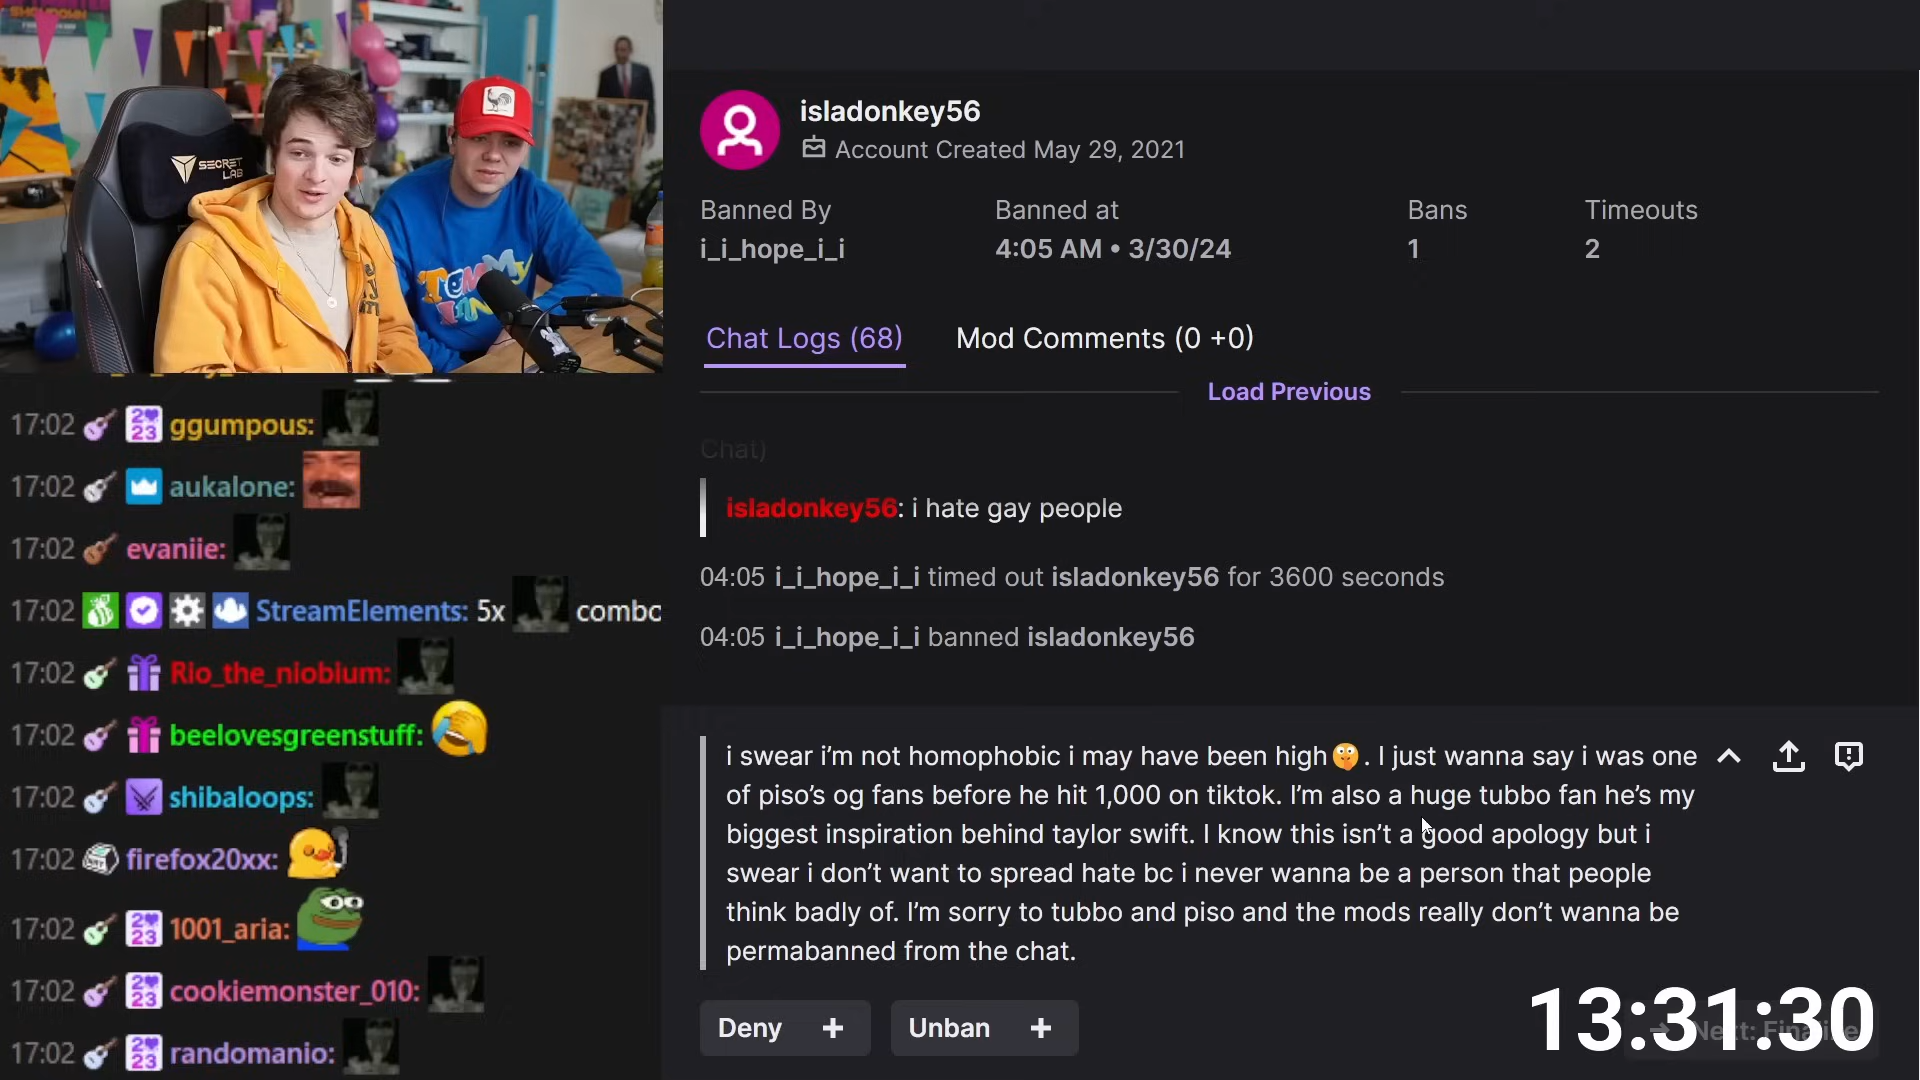 SECRET
LAB
TOMMY
INN
17:02 ggumpous:
17:02 aukalone:
17:02 evaniie:
17:02 StreamElements: 5x combo
17:02 Rio_the_niobium:
17:02 beelovesgreenstuff:
17:02 shibaloops:
17:02 firefox20xx:
17:02 1001_aria:
17:02 cookiemonster_010:
17:02 randomanio:
isladonkey56
Account Created May 29, 2021
Banned By Banned at Bans Timeouts
i_i_hope_i_i 4:05 AM • 3/30/24 1 2
Chat Logs (68) Mod Comments (0 +0)
Load Previous
Chat)
isladonkey56: i hate gay people
04:05 i_i_hope_i_i timed out isladonkey56 for 3600 seconds
04:05 i_i_hope_i_i banned isladonkey56
i swear i’m not homophobic i may have been high🤫. I just wanna say i was one
of piso’s og fans before he hit 1,000 on tiktok. I’m also a huge tubbo fan he’s my
biggest inspiration behind taylor swift. I know this isn’t a good apology but i
swear i don’t want to spread hate bc i never wanna be a person that people
think badly of. I’m sorry to tubbo and piso and the mods really don’t wanna be
permabanned from the chat.
Deny + Unban +
13:31:30